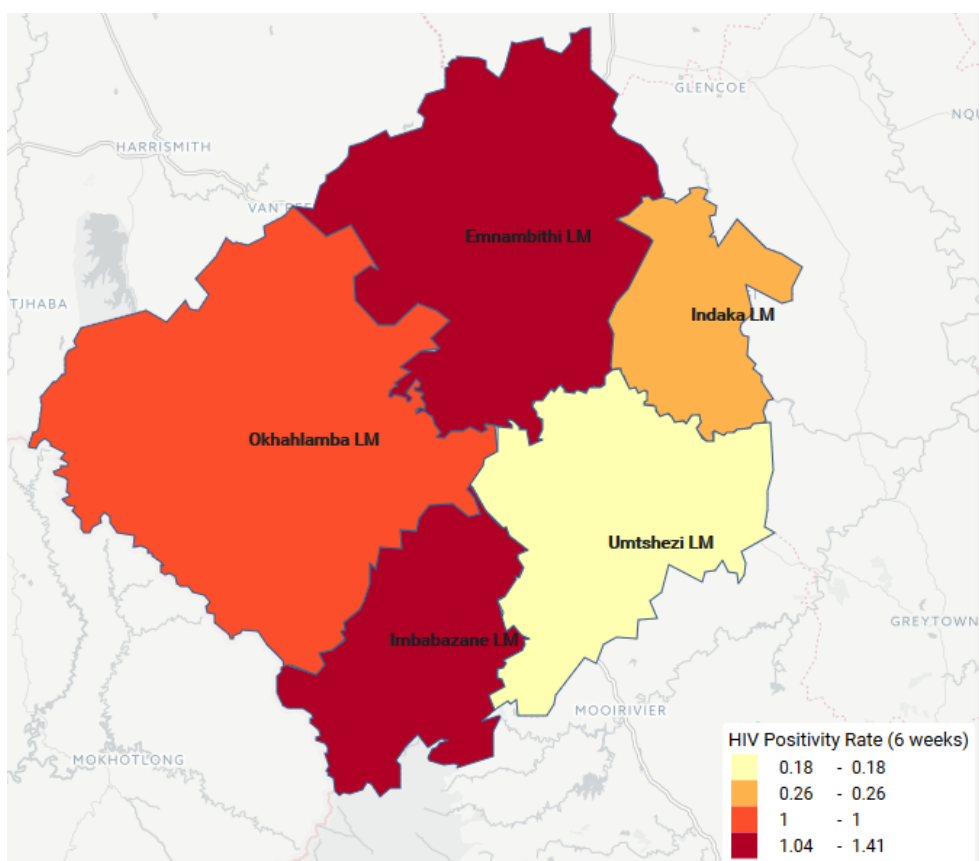 GLENCOE
HARRISMITH
VAN REE
Emnambithi LM
TJHABA
Indaka LM
Okhahlamba LM
Umtshezi LM
Imbabazane LM
GREYTOWN
MOOIRIVIER
MOKHOTLONG
HIV Positivity Rate (6 weeks)
0.18 - 0.18
0.26 - 0.26
1 - 1
1.04 - 1.41